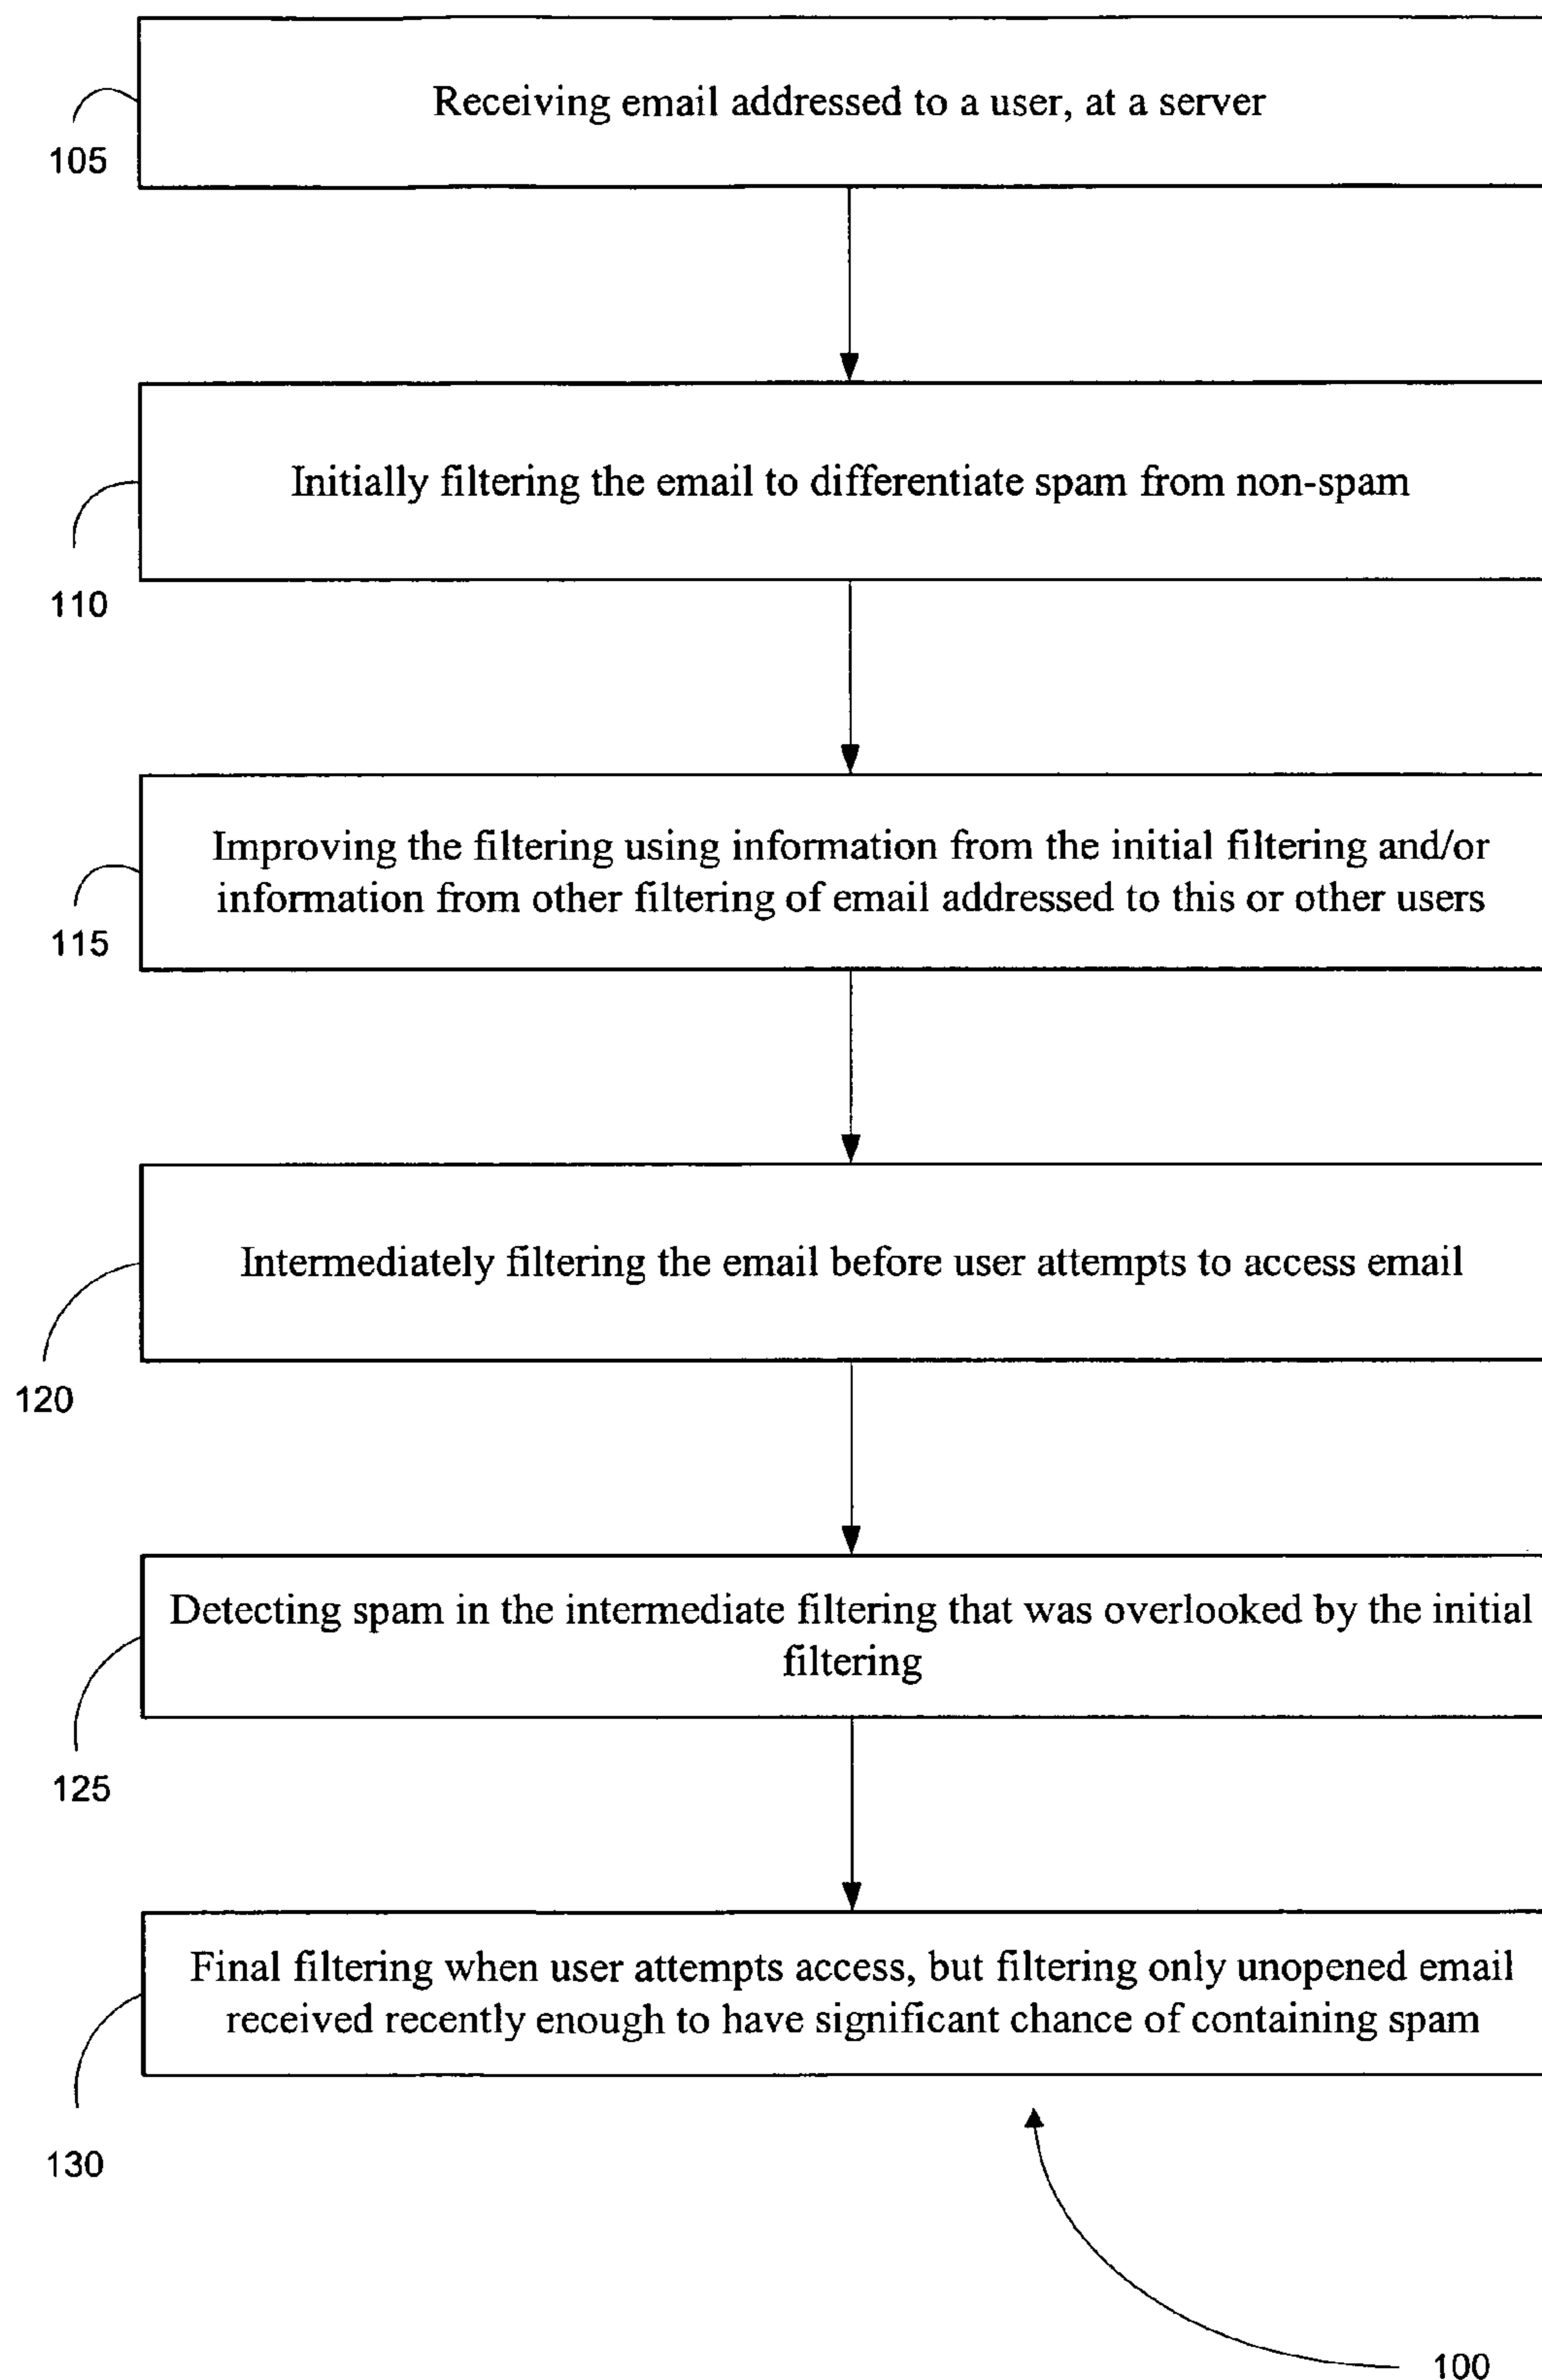 Receiving email addressed to a user, at a server
105
Initially filtering the email to differentiate spam from non-spam
110
Improving the filtering using information from the initial filtering and/or
information from other filtering of email addressed to this or other users
115
Intermediately filtering the email before user attempts to access email
120
Detecting spam in the intermediate filtering that was overlooked by the initial
filtering
125
Final filtering when user attempts access, but filtering only unopened email
received recently enough to have significant chance of containing spam
130
100